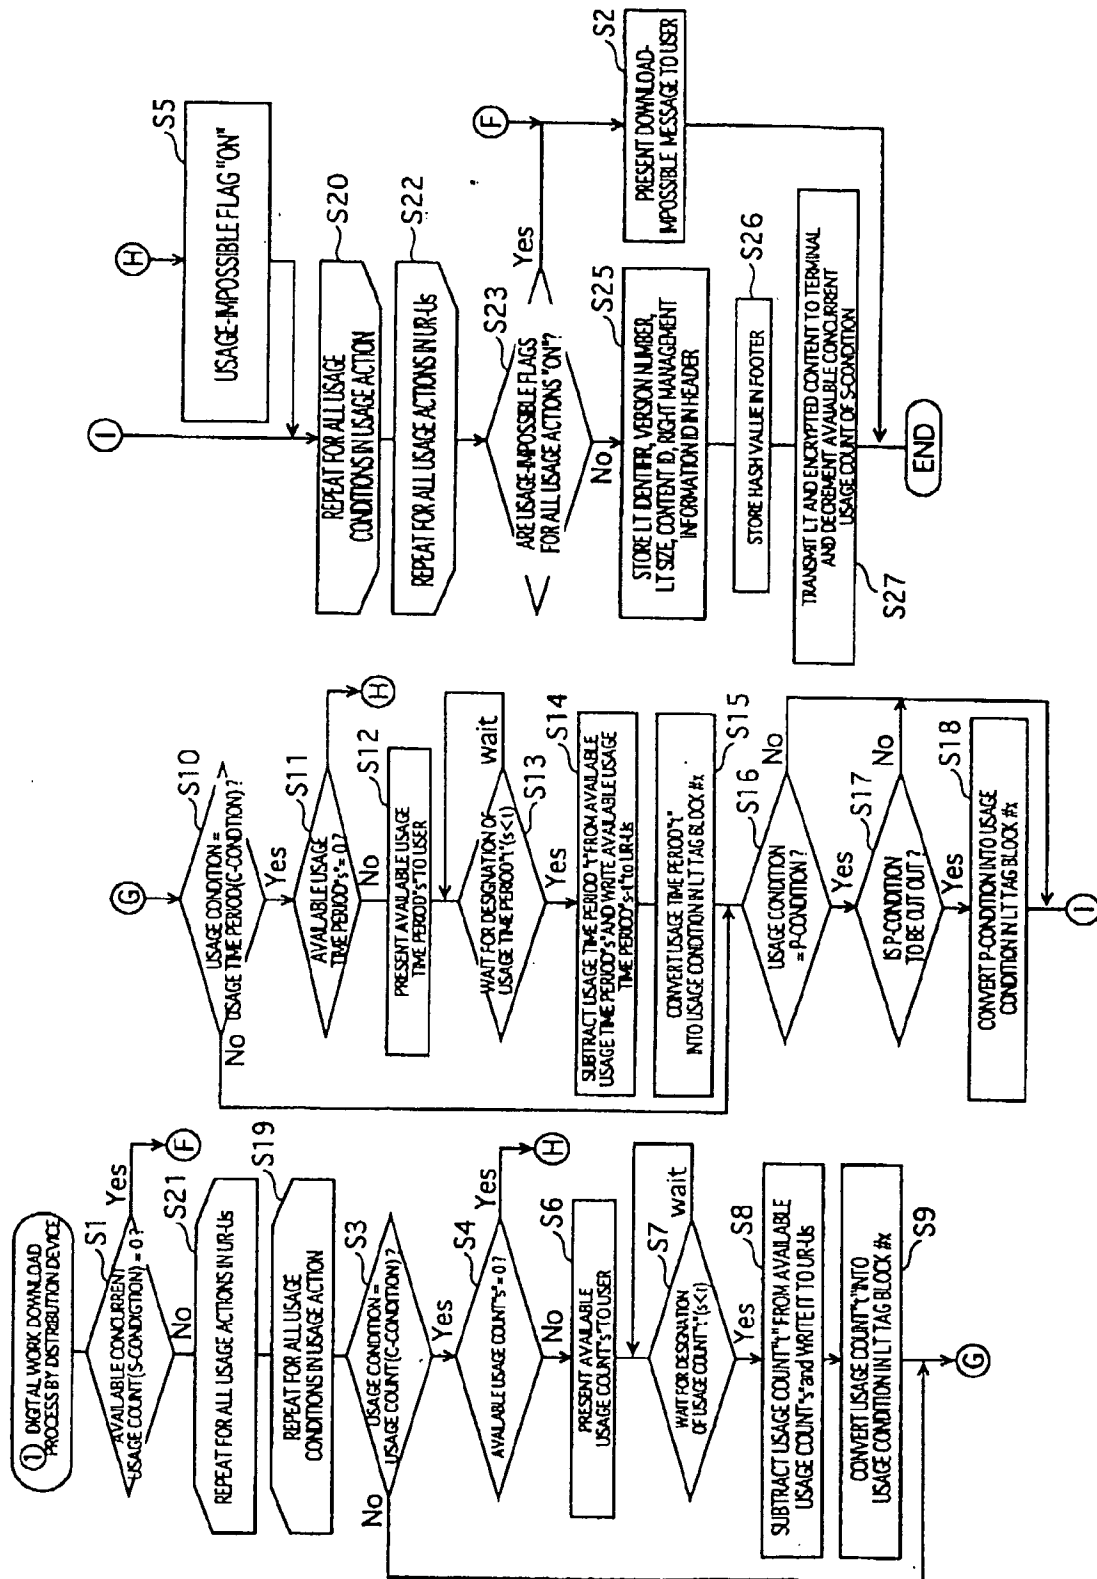 ① DIGITAL WORK DOWNLOAD
PROCESS BY DISTRIBUTION DEVICE
S1
AVAILABLE CONCURRENT
USAGE COUNT(S-CONDIGTION) = 0 ?
Yes
F
No
S21
REPEAT FOR ALL USAGE ACTIONS IN UR-Us
S19
REPEAT FOR ALL USAGE
CONDITIONS IN USAGE ACTION
S3
USAGE CONDITION =
USAGE COUNT(C-CONDITION) ?
No
Yes
S4
AVAILABLE USAGE COUNT"s"= 0 ?
Yes
H
No
S6
PRESENT AVAILABLE
USAGE COUNT"s"TO USER
S7
WAIT FOR DESIGNATION
OF USAGE COUNT"t"(s<t)
wait
Yes
S8
SUBTRACT USAGE COUNT"t" FROM AVAILABLE
USAGE COUNT"s and WRITE IT TO UR-Us
S9
CONVERT USAGE COUNT"t"INTO
USAGE CONDITION IN LT TAG BLOCK #x
G
G
S10
USAGE CONDITION =
USAGE TIME PERIOD(C-CONDITION) ?
No
Yes
S11
AVAILABLE USAGE
TIME PERIOD"s"= 0 ?
H
No
S12
PRESENT AVAILABLE USAGE
TIME PERIOD"s"TO USER
wait
S13
WAIT FOR DESIGNATION OF
USAGE TIME PERIOD"t"(s<t)
Yes
S14
SUBTRACT USAGE TIME PERIOD "t"FROM AVAILABLE
USAGE TIME PERIOD"s"AND WRITE AVAILABLE USAGE
TIME PERIOD"s-t"to UR-Us
S15
CONVERT USAGE TIME PERIOD"t"
INTO USAGE CONDITION IN LT TAG BLOCK #x
S16
USAGE CONDITION
= P-CONDITION ?
No
Yes
S17
IS P-CONDITION
TO BE OUT OUT ?
No
Yes
S18
CONVERT P-CONDITION INTO USAGE
CONDITION IN LT TAG BLOCK #x
I
I
H
S5
USAGE-IMPOSSIBLE FLAG "ON"
S20
REPEAT FOR ALL USAGE
CONDITIONS IN USAGE ACTION
S22
REPEAT FOR ALL USAGE ACTIONS IN UR-Us
S23
ARE USAGE-IMPOSSIBLE FLAGS
FOR ALL USAGE ACTIONS "ON"?
Yes
F
No
S2
PRESENT DOWNLOAD-
IMPOSSIBLE MESSAGE TO USER
S25
STORE LT IDENTIFIR, VERSION NUMBER,
LT SIZE, CONTENT ID, RIGHT MANAGEMENT
INFORMATION ID IN HEADER
S26
STORE HASH VALUE IN FOOTER
TRANSMIT LT AND ENCRYPTED CONTENT TO TERMINAL
AND DECREMENT AVAIALBLE CONCURRENT
USAGE COUNT OF S-CONDITION
S27
END